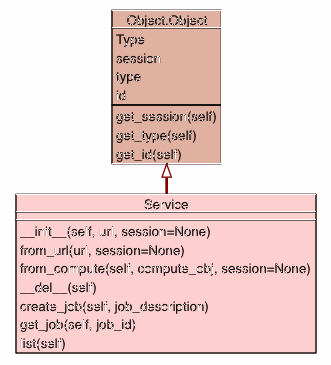 Object.Object
Type
session
type
id
get_session(self)
get_type(self)
get_id(self)
Service
__init__(self, url, session=None)
from_url(url, session=None)
from_compute(self, compute_obj, session=None)
__del__(self)
create_job(self, job_description)
get_job(self, job_id)
list(self)